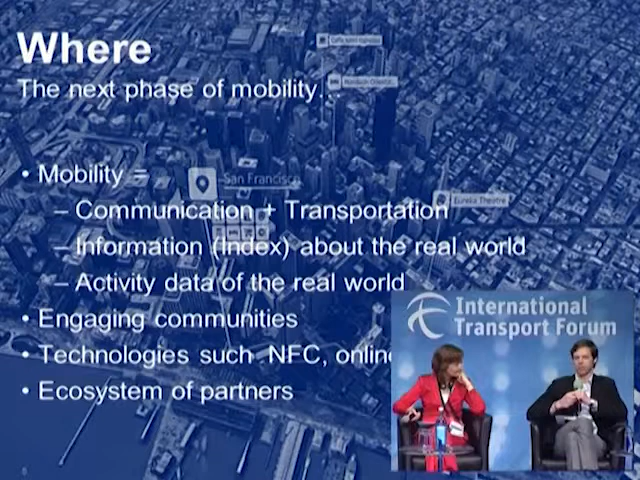 Where
The next phase of mobility...
• Mobility =
San Francisco
– Communication + Transportation
Eureka Theatre
– Information (Index) about the real world
– Activity data of the real world
• Engaging communities
• Technologies such NFC, online
• Ecosystem of partners
International
Transport Forum